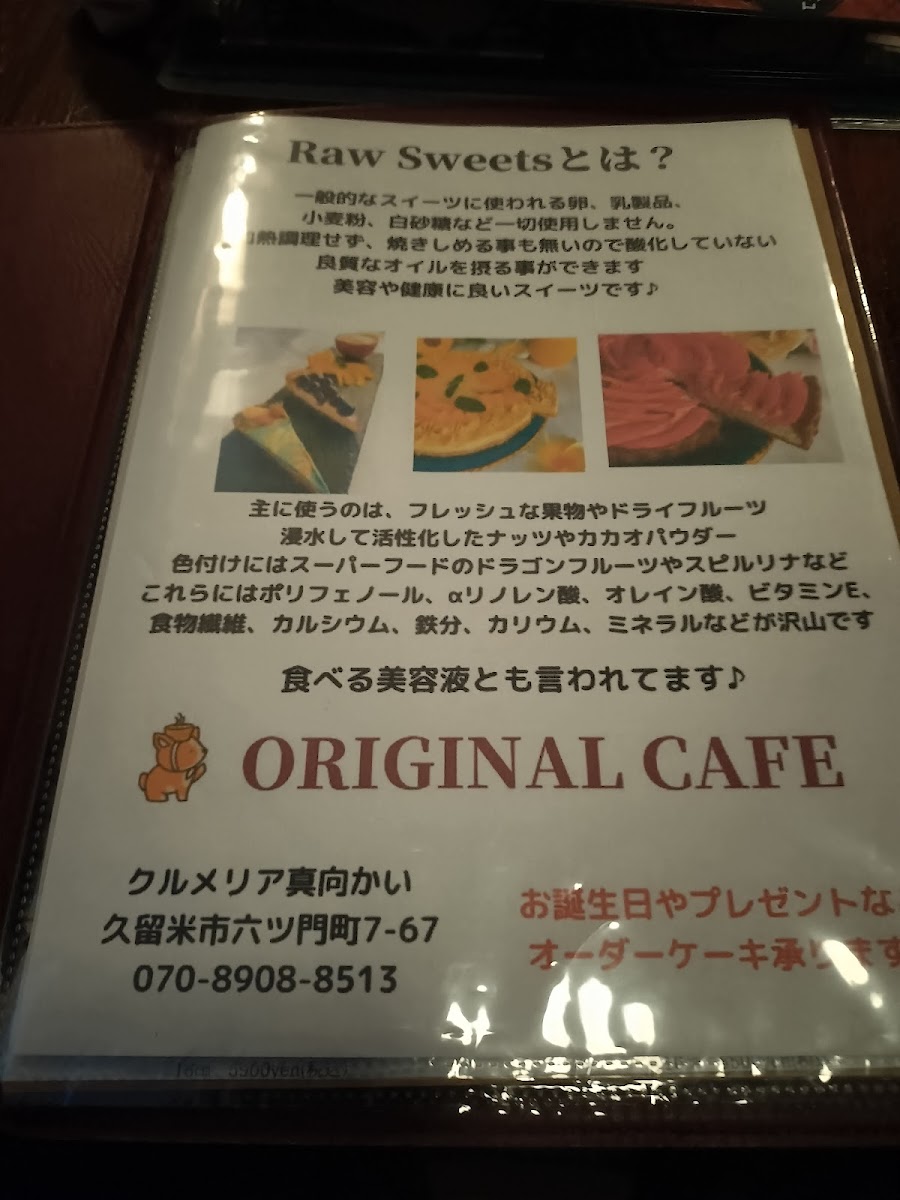 Raw Sweetsとは？
一般的なスイーツに使われる卵、乳製品、
小麦粉、白砂糖など一切使用しません。
熱調理せず、焼きしめる事も無いので酸化していない
良質なオイルを摂る事ができます
美容や健康に良いスイーツです♪
主に使うのは、フレッシュな果物やドライフルーツ
浸水して活性化したナッツやカカオパウダー
色付けにはスーパーフードのドラゴンフルーツやスピルリナなど
これらにはポリフェノール、αリノレン酸、オレイン酸、ビタミンE、
食物繊維、カルシウム、鉄分、カリウム、ミネラルなどが沢山です
食べる美容液とも言われてます♪
ORIGINAL CAFE
クルメリア真向かい
久留米市六ツ門町7-67
070-8908-8513
お誕生日やプレゼントな
オーダーケーキ承ります